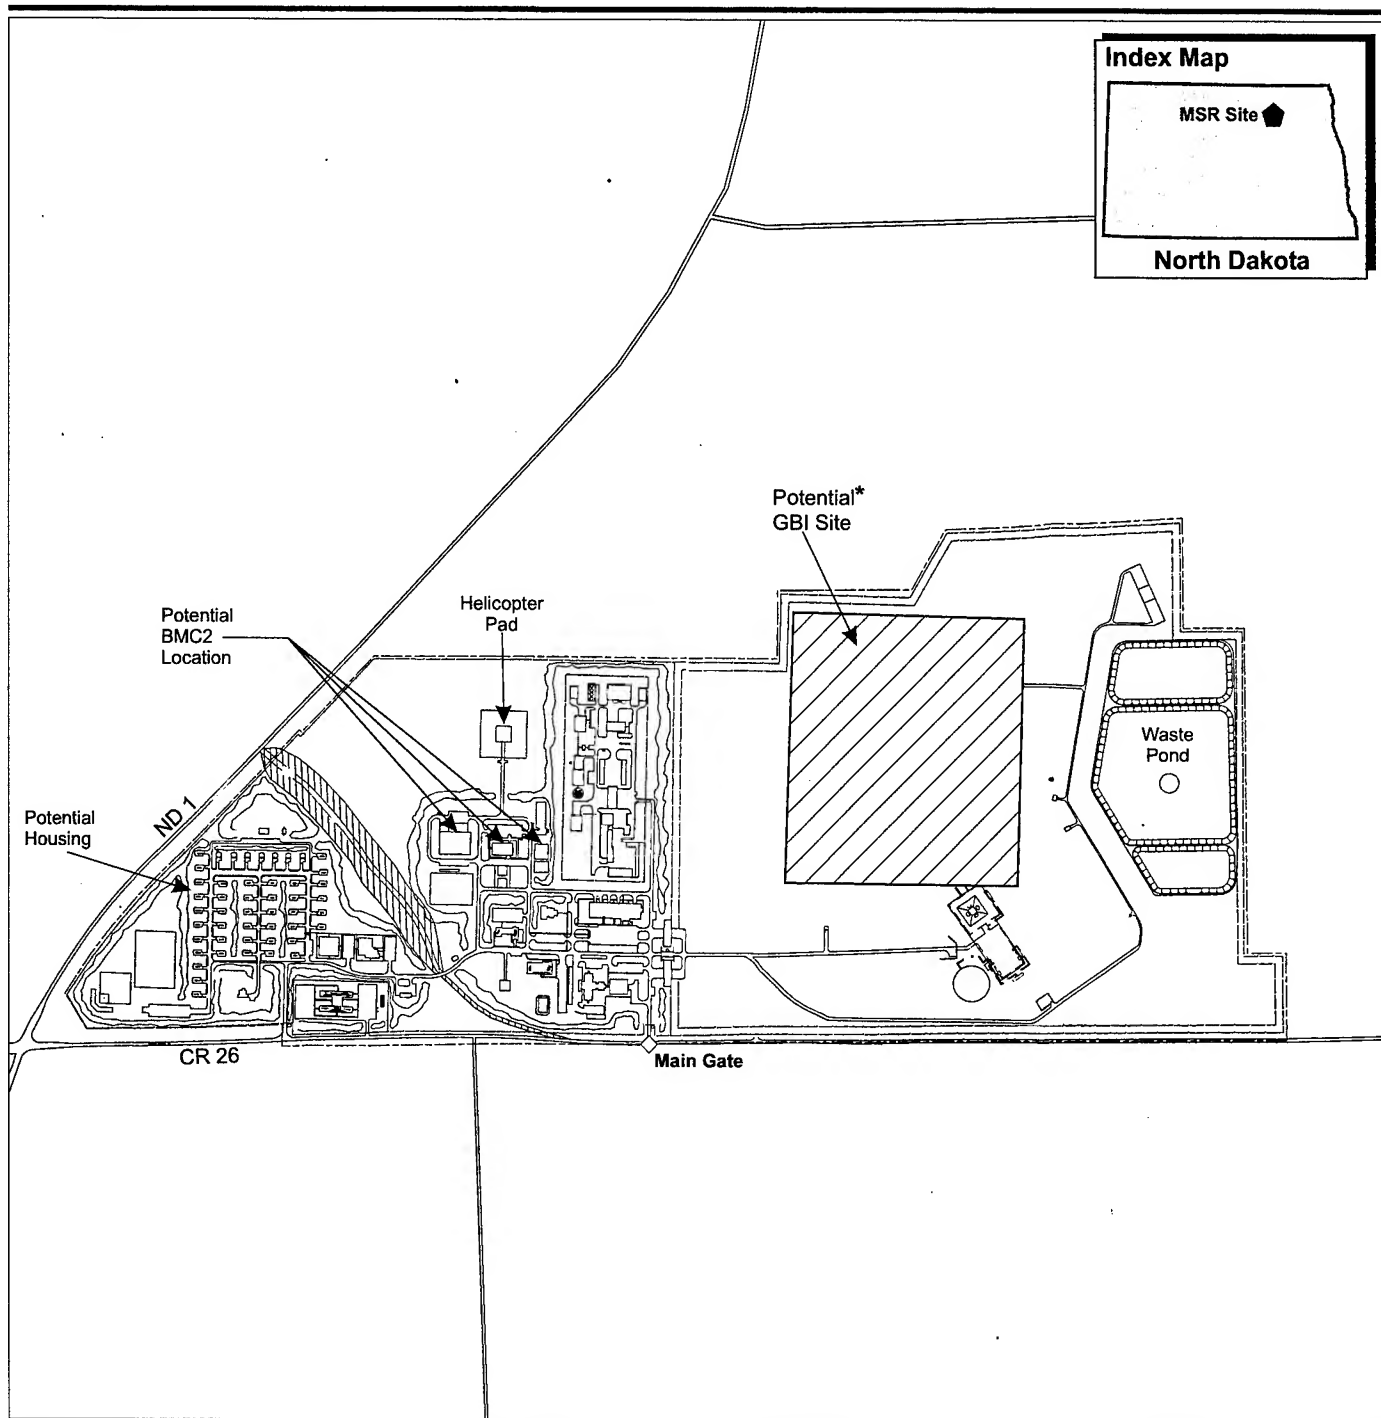 Index Map
MSR Site
North Dakota
Potential*
GBI Site
Helicopter
Pad
Potential
BMC2
Location
Waste
Pond
ND 1
Potential
Housing
CR 26
Main Gate